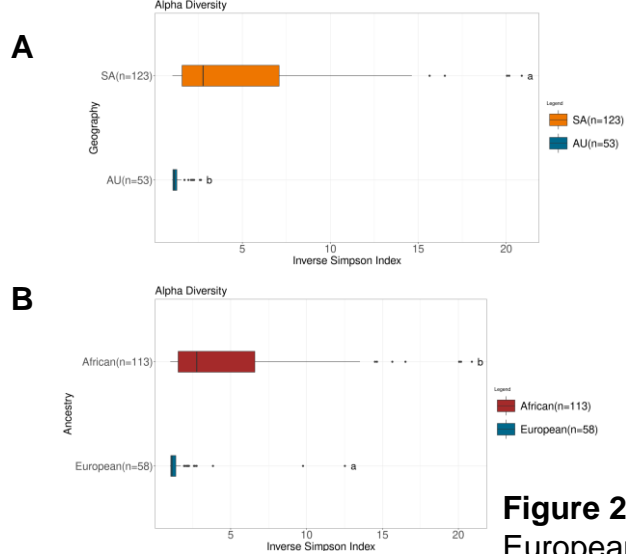 A
Alpha Diversity
SA(n=123)
a
Geography
AU(n=53)
b
5 10 15 20
Inverse Simpson Index
Legend
SA(n=123)
AU(n=53)
B
Alpha Diversity
African(n=113)
b
Ancestry
European(n=58)
a
5 10 15 20
Inverse Simpson Index
Legend
African(n=113)
European(n=58)
Figure 2
European